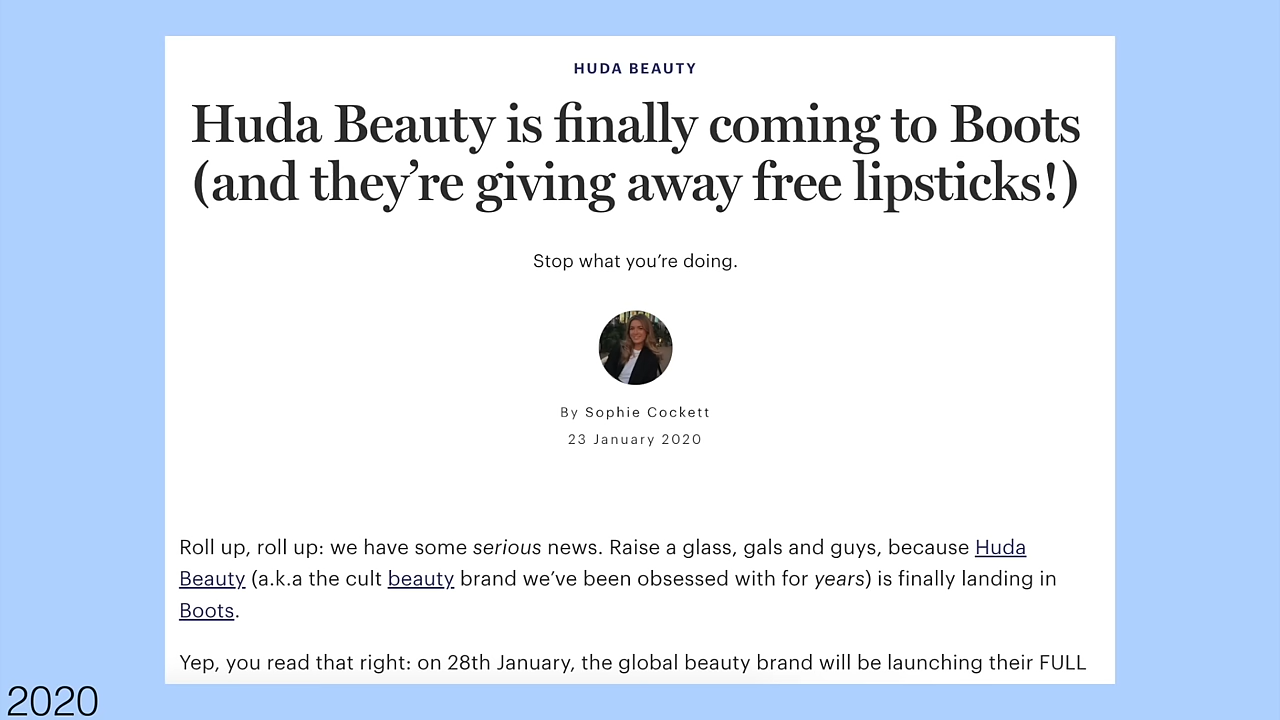 HUDA BEAUTY
Huda Beauty is finally coming to Boots
(and they’re giving away free lipsticks!)
Stop what you’re doing.
By Sophie Cockett
23 January 2020
Roll up, roll up: we have some serious news. Raise a glass, gals and guys, because Huda
Beauty (a.k.a the cult beauty brand we’ve been obsessed with for years) is finally landing in
Boots.
Yep, you read that right: on 28th January, the global beauty brand will be launching their FULL
2020